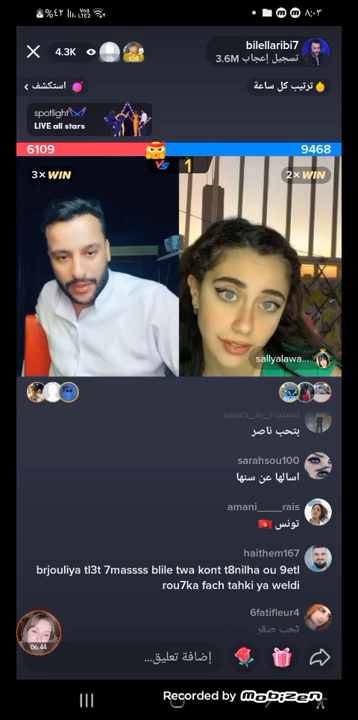 %٤٢ ٨:٠٣
bilellaribi7
4.3K
تسجيل إعجاب 3.6M
استكشف
ترتيب كل ساعة
spotlight
LIVE all stars
6109 9468
VS
3× WIN 1 2× WIN
sallyalawa...
بتحب ناصر
sarahsou100
اسالها عن سنها
amani____rais
تونس
haithem167
brjouliya tl3t 7massss blile twa kont t8nilha ou 9etl
rou7ka fach tahki ya weldi
6fatifleur4
تحب صقر
06:44
إضافة تعليق...
Recorded by mobizen